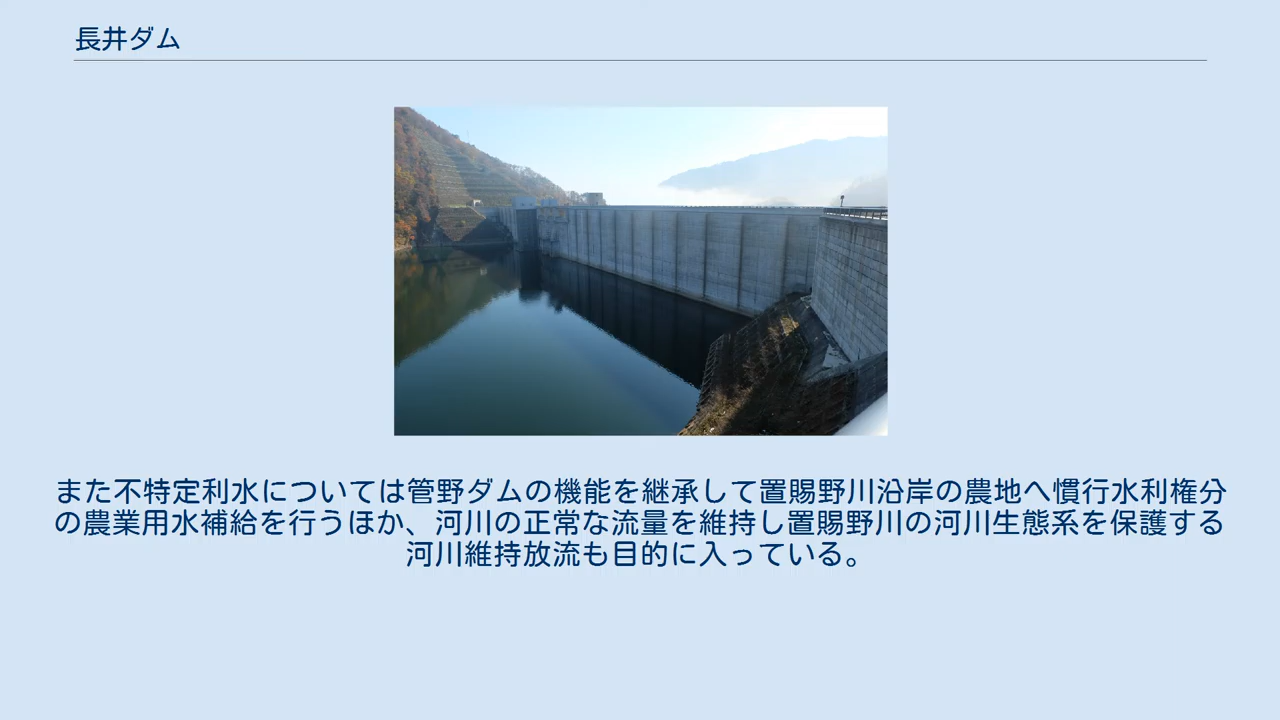 長井ダム
また不特定利水については管野ダムの機能を継承して置賜野川沿岸の農地へ慣行水利権分
の農業用水補給を行うほか、河川の正常な流量を維持し置賜野川の河川生態系を保護する
河川維持放流も目的に入っている。